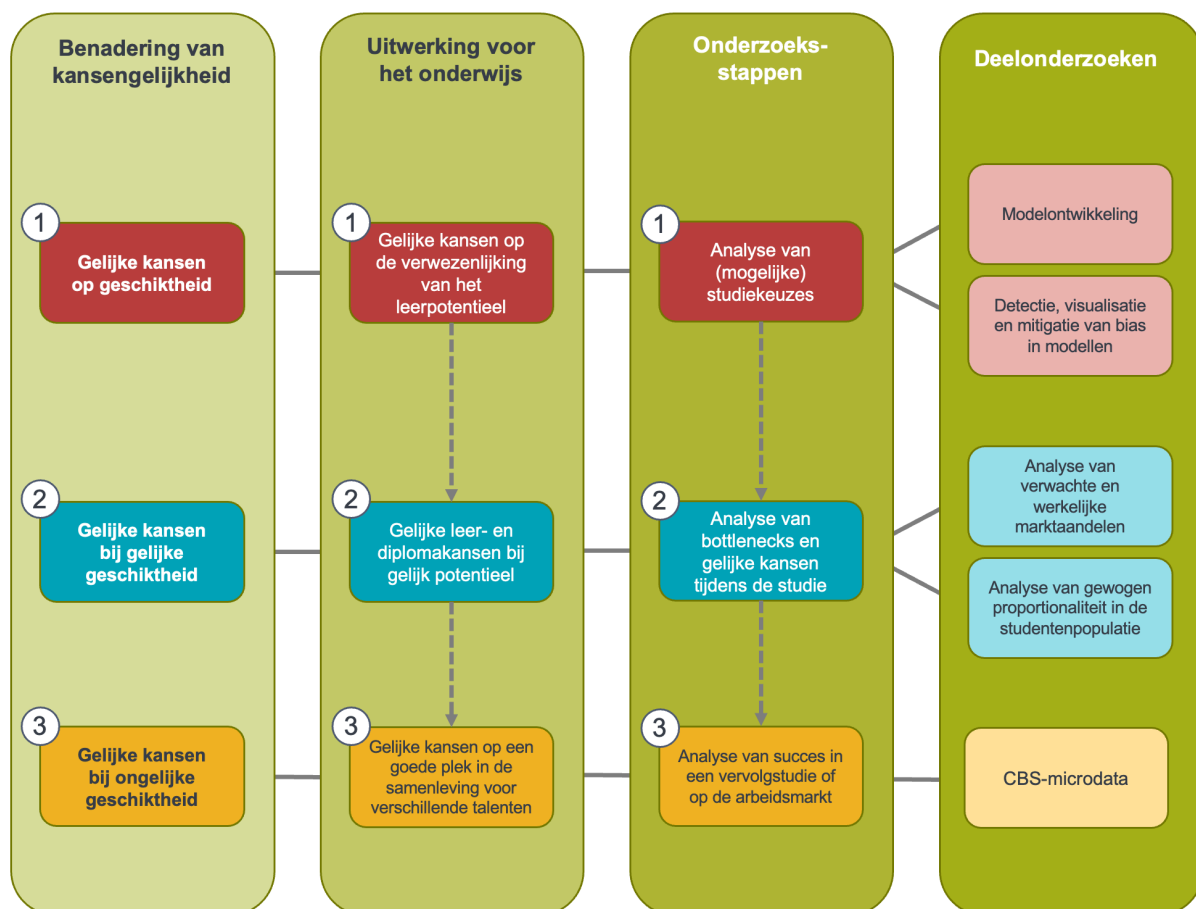 Benadering van
kansengelijkheid
Uitwerking voor
het onderwijs
Onderzoeks-
stappen
Deelonderzoeken
1
Gelijke kansen
op geschiktheid
1
Gelijke kansen op
de verwezenlijking
van het
leerpotentieel
1
Analyse van
(mogelijke)
studiekeuzes
Modelontwikkeling
Detectie, visualisatie
en mitigatie van bias
in modellen
2
Gelijke kansen
bij gelijke
geschiktheid
2
Gelijke leer- en
diplomakansen bij
gelijk potentieel
2
Analyse van
bottlenecks en
gelijke kansen
tijdens de studie
Analyse van
verwachte en
werkelijke
marktaandelen
Analyse van gewogen
proportionaliteit in de
studentenpopulatie
3
Gelijke kansen
bij ongelijke
geschiktheid
3
Gelijke kansen op een
goede plek in de
samenleving voor
verschillende talenten
3
Analyse van succes in
een vervolgstudie of
op de arbeidsmarkt
CBS-microdata